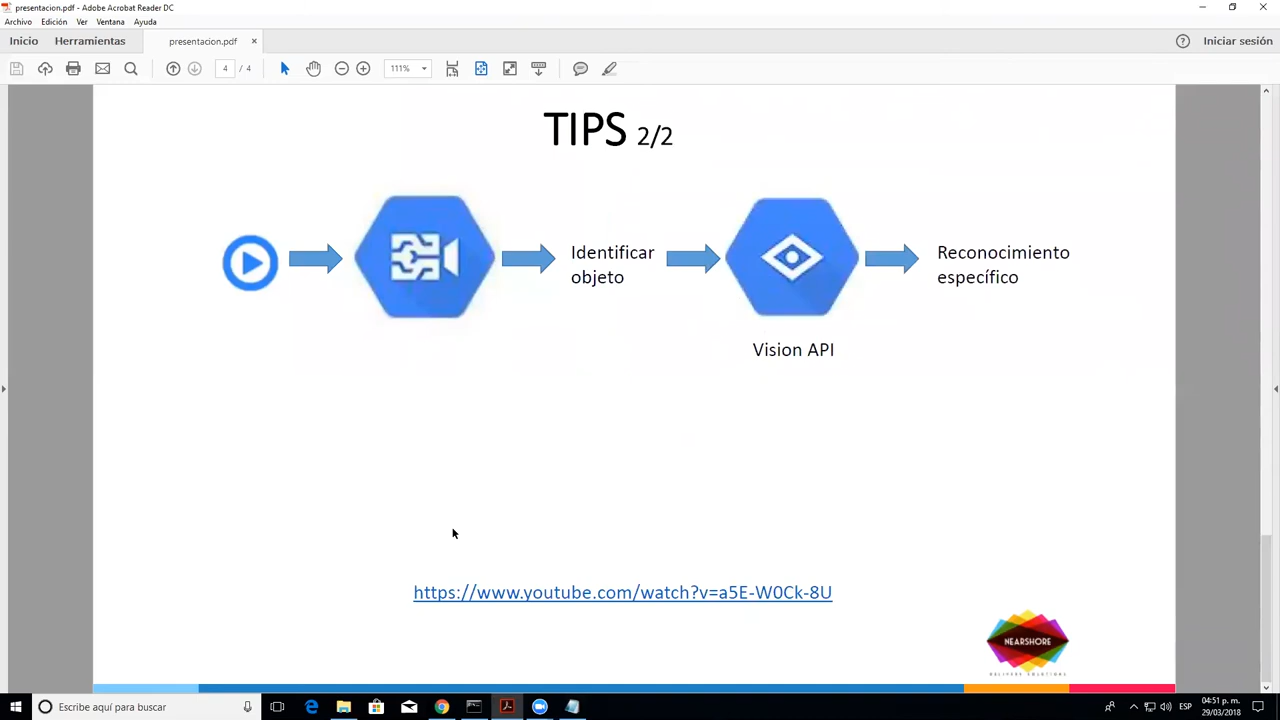 presentacion.pdf - Adobe Acrobat Reader DC
Archivo Edición Ver Ventana Ayuda
Inicio Herramientas presentacion.pdf × Iniciar sesión
4 / 4 111%
TIPS 2/2
Identificar
objeto
Reconocimiento
específico
Vision API
https://www.youtube.com/watch?v=a5E-W0Ck-8U
NEARSHORE
DELIVERS SOLUTIONS
Escribe aquí para buscar
ESP
04:51 p. m.
29/03/2018